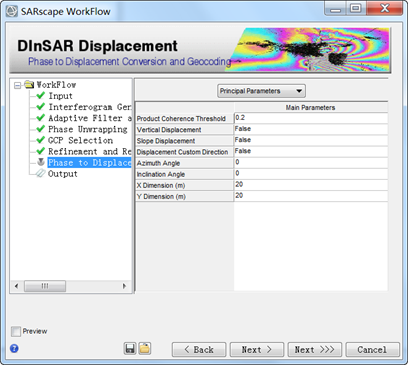 SARscape WorkFlow
DInSAR Displacement
Phase to Displacement Conversion and Geocoding
WorkFlow
Input
Interferogram Ger
Adaptive Filter a
Phase Unwrapping
GCP Selection
Refinement and Re
Phase to Displace
Output
Principal Parameters
Main Parameters
Product Coherence Threshold 0.2
Vertical Displacement False
Slope Displacement False
Displacement Custom Direction False
Azimuth Angle 0
Inclination Angle 0
X Dimension (m) 20
Y Dimension (m) 20
Preview
< Back Next > Next >>> Cancel